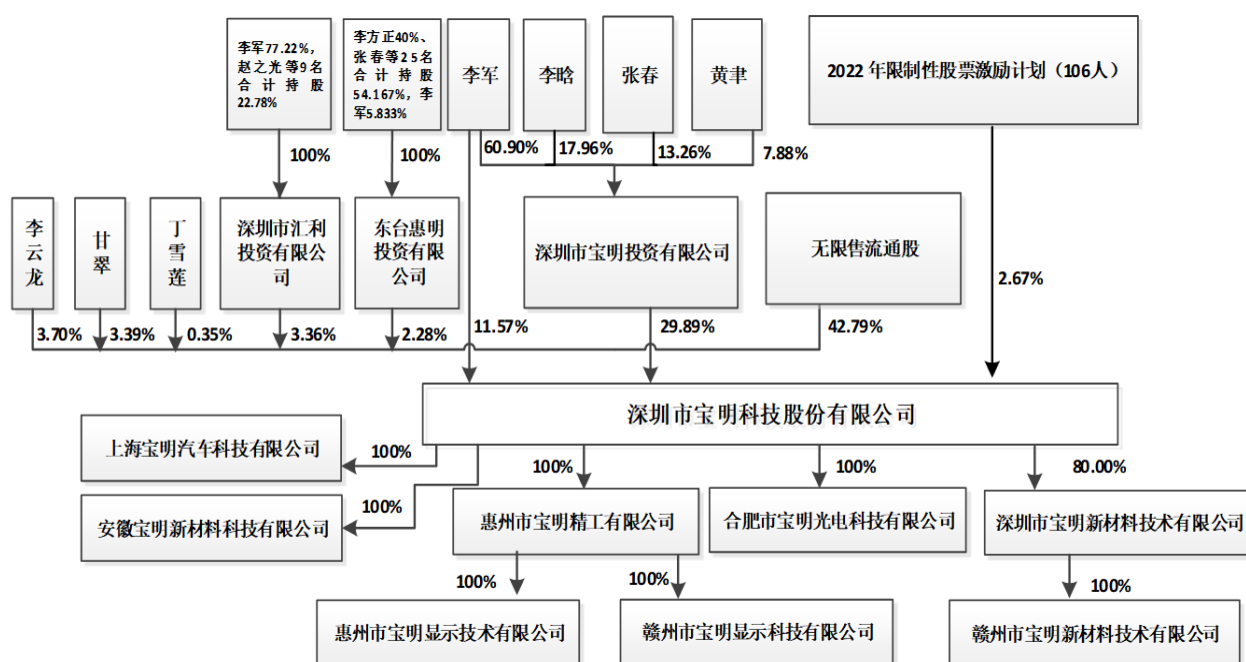 李军77.22%，
赵之光等9名
合计持股
22.78%
李方正40%、
张春等25名
合计持股
54.167%，李
军5.833%
李军
李晗
张春
黄聿
2022 年限制性股票激励计划（106人）
100%
100%
60.90%
17.96%
13.26%
7.88%
李云龙
甘翠
丁雪莲
深圳市汇利
投资有限公
司
东台惠明
投资有限
公司
深圳市宝明投资有限公司
无限售流通股
2.67%
3.70%
3.39%
0.35%
3.36%
2.28%
11.57%
29.89%
42.79%
深圳市宝明科技股份有限公司
上海宝明汽车科技有限公司
100%
100%
100%
80.00%
安徽宝明新材料科技有限公司
100%
惠州市宝明精工有限公司
合肥市宝明光电科技有限公司
深圳市宝明新材料技术有限公司
100%
100%
100%
惠州市宝明显示技术有限公司
赣州市宝明显示科技有限公司
赣州市宝明新材料技术有限公司